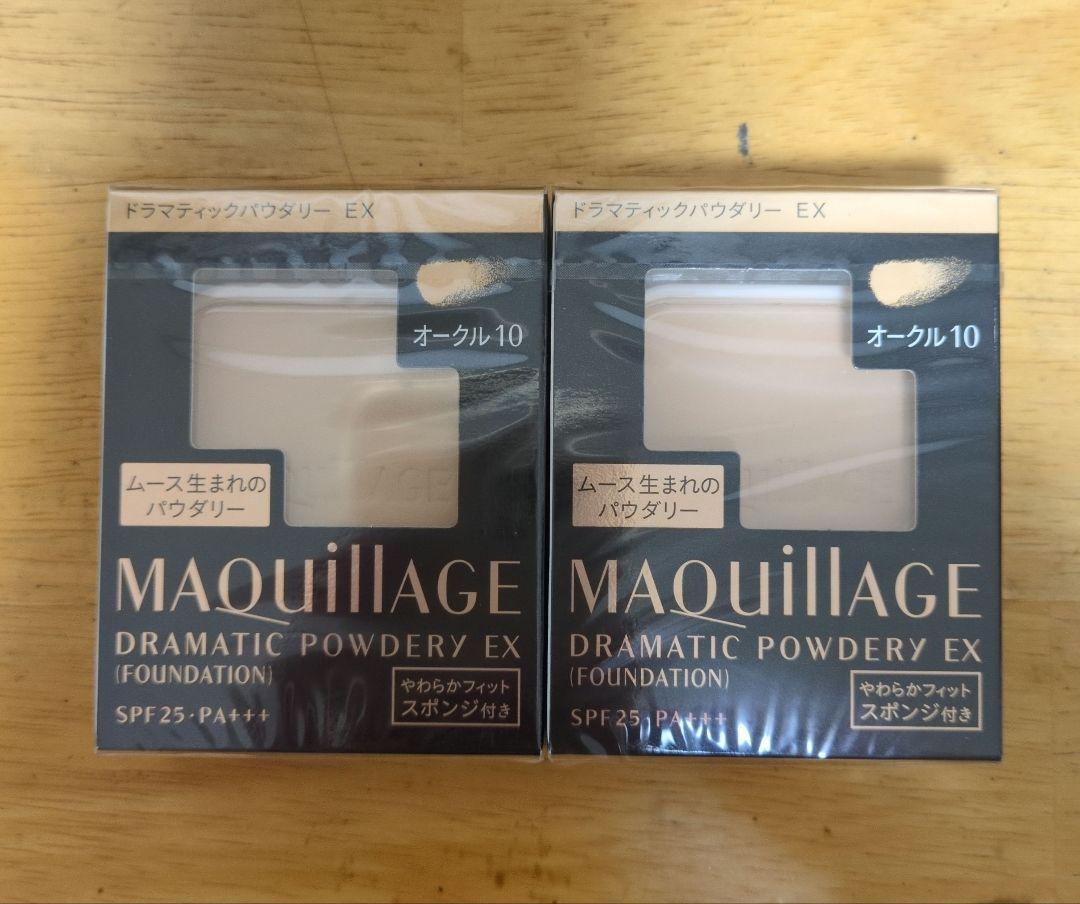 ドラマティックパウダリー EX
オークル10
ムース生まれの
パウダリー
MAQuillAGE
DRAMATIC POWDERY EX
(FOUNDATION)
SPF25・PA+++
やわらかフィット
スポンジ付き
ドラマティックパウダリー EX
オークル10
ムース生まれの
パウダリー
MAQuillAGE
DRAMATIC POWDERY EX
(FOUNDATION)
SPF25・PA+++
やわらかフィット
スポンジ付き